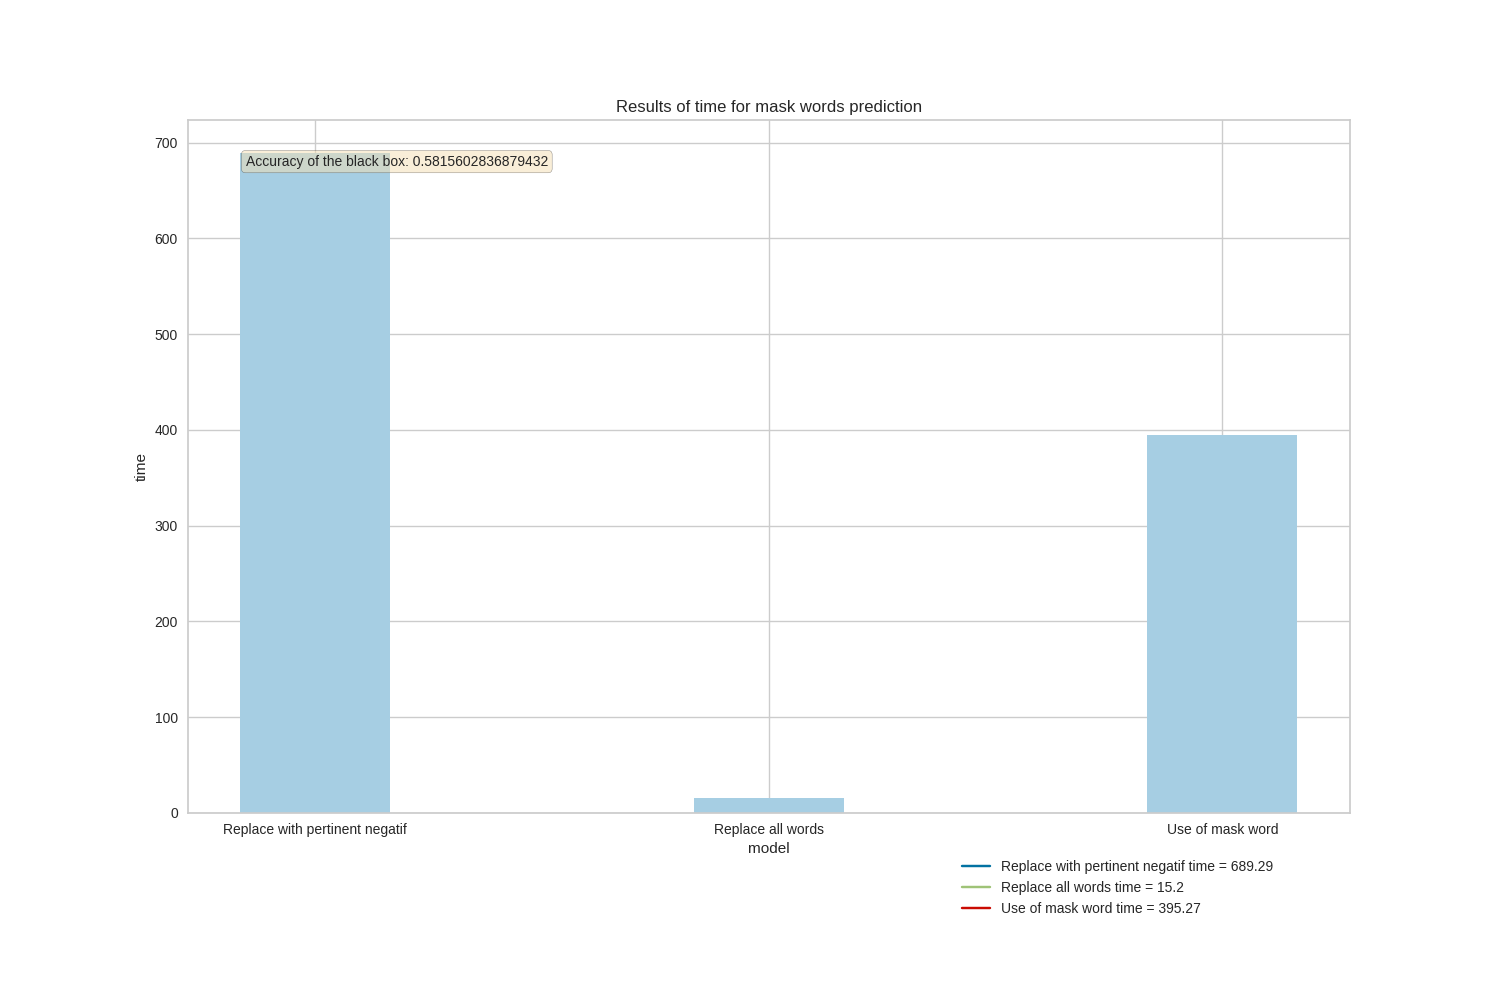 Results of time for mask words prediction
700
Accuracy of the black box: 0.5815602836879432
600
500
400
time
300
200
100
0
Replace with pertinent negatif
Replace all words
Use of mask word
model
Replace with pertinent negatif time = 689.29
Replace all words time = 15.2
Use of mask word time = 395.27